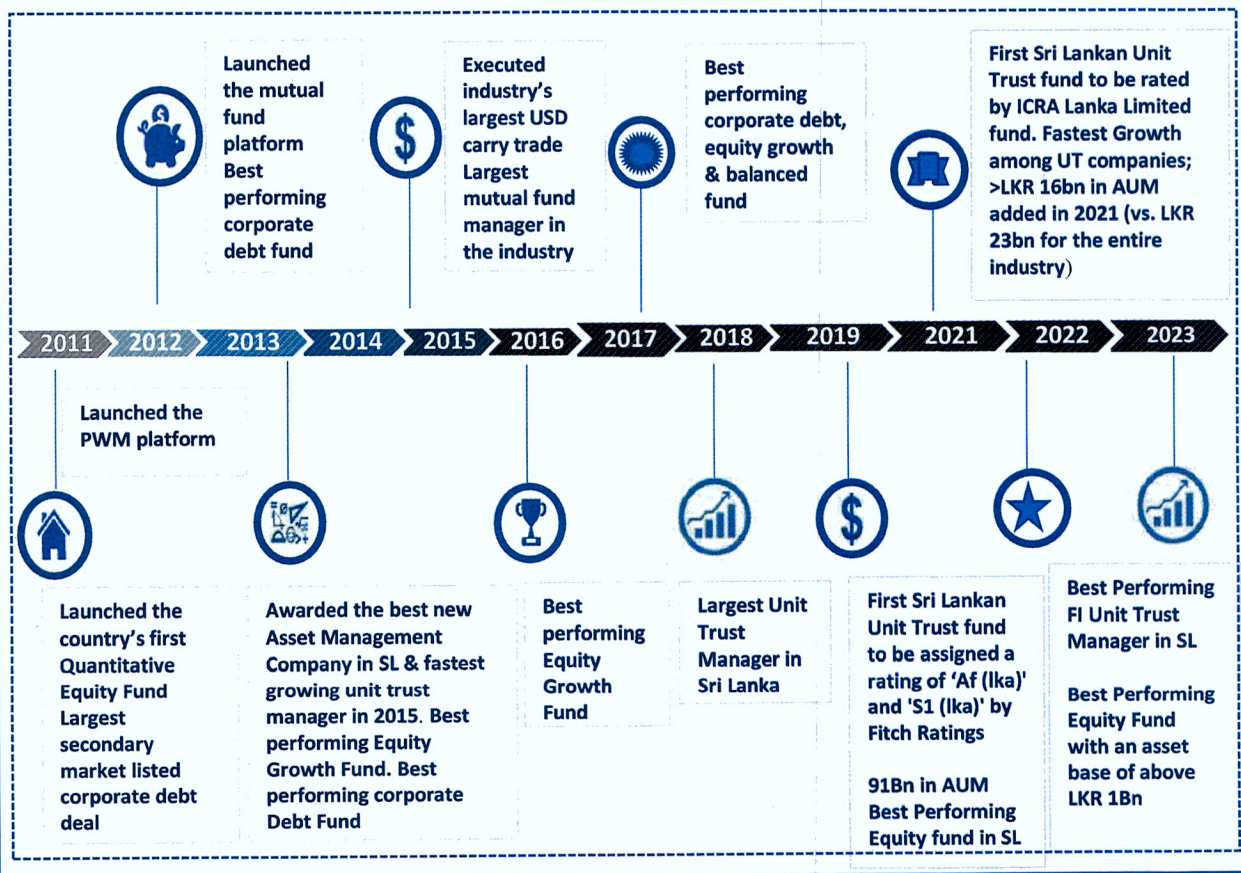 Launched
the mutual
fund
platform
Best
performing
corporate
debt fund
Executed
industry's
largest USD
carry trade
Largest
mutual fund
manager in
the industry
Best
performing
corporate debt,
equity growth
& balanced
fund
First Sri Lankan Unit
Trust fund to be rated
by ICRA Lanka Limited
fund. Fastest Growth
among UT companies;
>LKR 16bn in AUM
added in 2021 (vs. LKR
23bn for the entire
industry)
2011 2012 2013 2014 2015 2016 2017 2018 2019 2021 2022 2023
Launched the
PWM platform
Launched the
country's first
Quantitative
Equity Fund
Largest
secondary
market listed
corporate debt
deal
Awarded the best new
Asset Management
Company in SL & fastest
growing unit trust
manager in 2015. Best
performing Equity
Growth Fund. Best
performing corporate
Debt Fund
Best
performing
Equity
Growth
Fund
Largest Unit
Trust
Manager in
Sri Lanka
First Sri Lankan
Unit Trust fund
to be assigned a
rating of 'Af (lka)'
and 'S1 (lka)' by
Fitch Ratings
91Bn in AUM
Best Performing
Equity fund in SL
Best Performing
FI Unit Trust
Manager in SL
Best Performing
Equity Fund
with an asset
base of above
LKR 1Bn